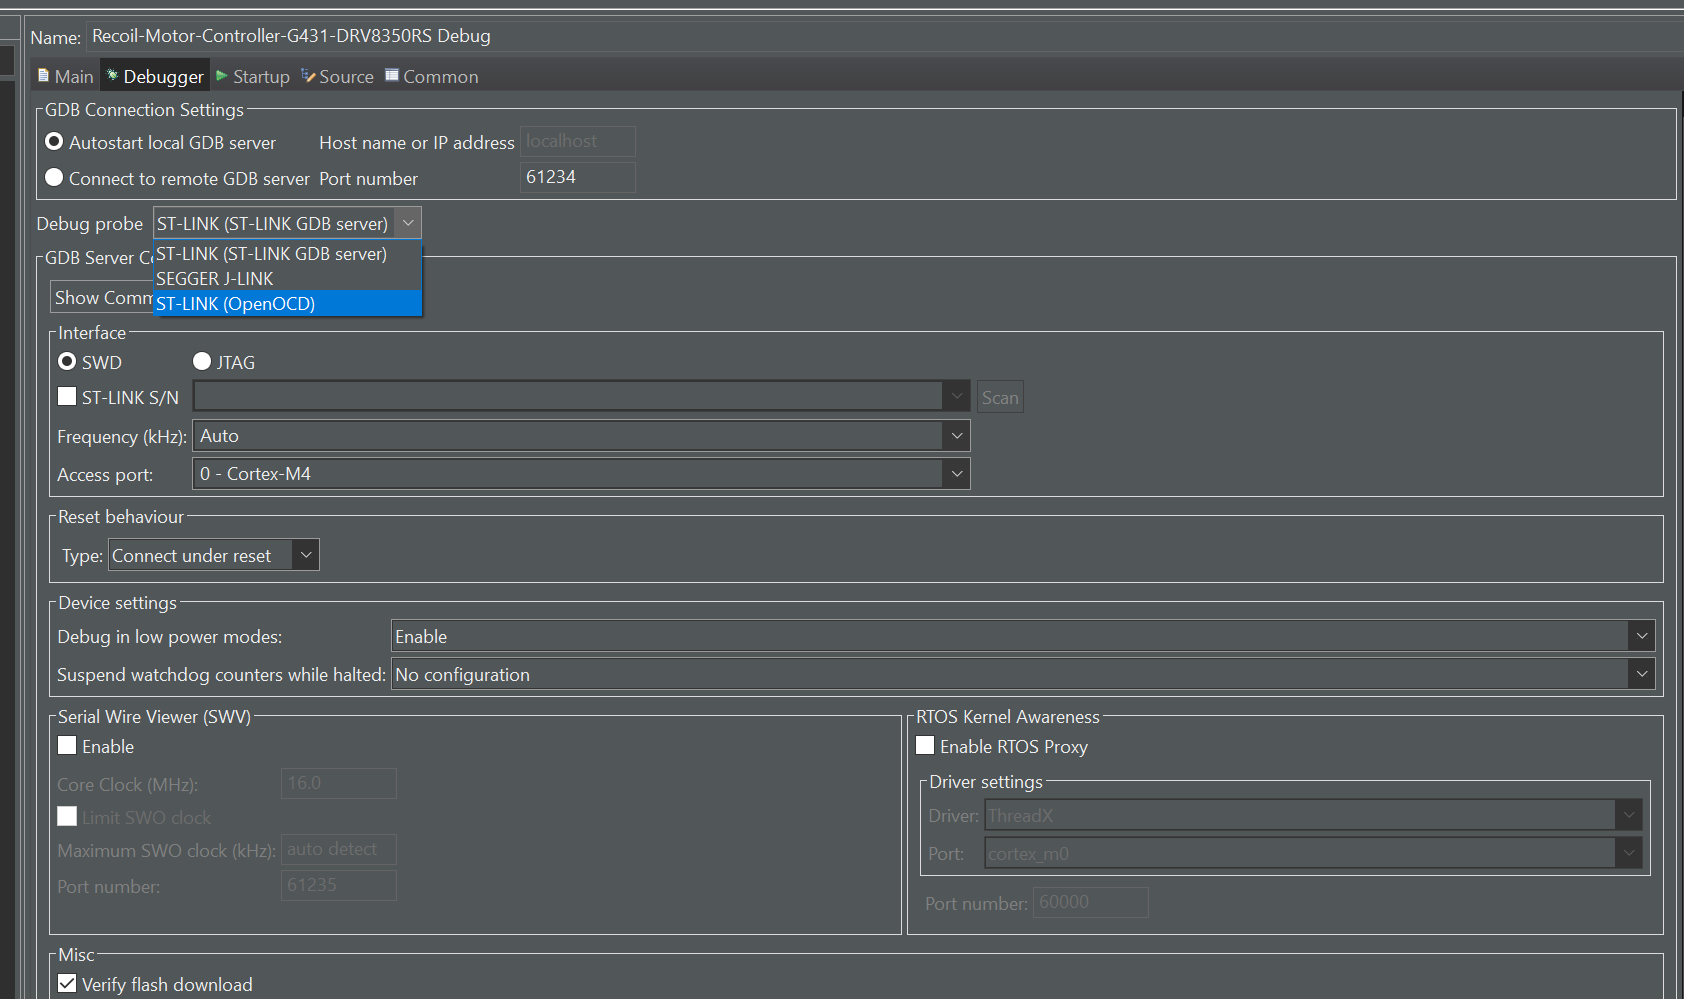 Name: Recoil-Motor-Controller-G431-DRV8350RS Debug
Main Debugger Startup Source Common
GDB Connection Settings
Autostart local GDB server Host name or IP address localhost
Connect to remote GDB server Port number 61234
Debug probe ST-LINK (ST-LINK GDB server)
ST-LINK (ST-LINK GDB server)
GDB Server Co
SEGGER J-LINK
Show Comm
ST-LINK (OpenOCD)
Interface
SWD JTAG
ST-LINK S/N Scan
Frequency (kHz): Auto
Access port: 0 - Cortex-M4
Reset behaviour
Type: Connect under reset
Device settings
Debug in low power modes: Enable
Suspend watchdog counters while halted: No configuration
Serial Wire Viewer (SWV)
Enable
Core Clock (MHz): 16.0
Limit SWO clock
Maximum SWO clock (kHz): auto detect
Port number: 61235
RTOS Kernel Awareness
Enable RTOS Proxy
Driver settings
Driver: ThreadX
Port: cortex_m0
Port number: 60000
Misc
Verify flash download